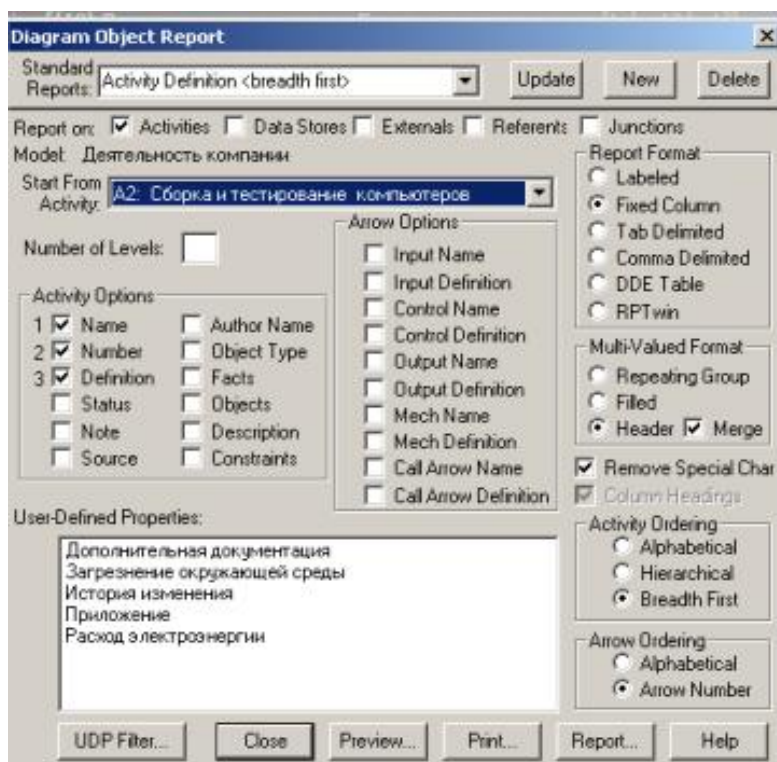 Diagram Object Report
Standard Reports: Activity Definition <breadth first>
Update New Delete
Report on: Activities Data Stores Externals Referents Junctions
Model: Деятельность компании
Start From Activity: A2: Сборка и тестирование компьютеров
Number of Levels:
Activity Options
1 Name
2 Number
3 Definition
Status
Note
Source
Author Name
Object Type
Facts
Objects
Description
Constraints
Arrow Options
Input Name
Input Definition
Control Name
Control Definition
Output Name
Output Definition
Mech Name
Mech Definition
Call Arrow Name
Call Arrow Definition
Report Format
Labeled
Fixed Column
Tab Delimited
Comma Delimited
DDE Table
RPTwin
Multi-Valued Format
Repeating Group
Filled
Header Merge
Remove Special Char
Column Headings
Activity Ordering
Alphabetical
Hierarchical
Breadth First
Arrow Ordering
Alphabetical
Arrow Number
User-Defined Properties:
Дополнительная документация
Загрезнение окружающей среды
История изменения
Приложение
Расход электроэнергии
UDP Filter... Close Preview... Print... Report... Help